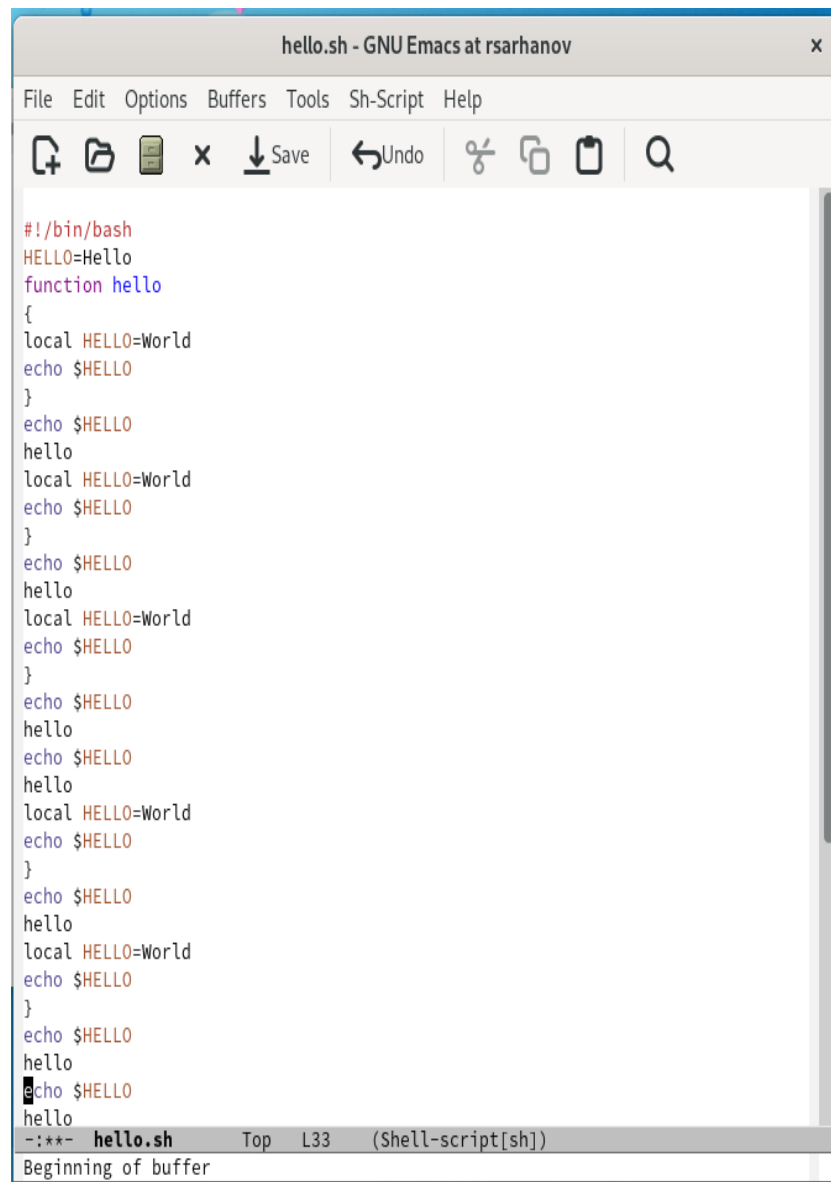 hello.sh - GNU Emacs at rsarhanov
File Edit Options Buffers Tools Sh-Script Help
Save Undo
#!/bin/bash
HELLO=Hello
function hello
{
local HELLO=World
echo $HELLO
}
echo $HELLO
hello
local HELLO=World
echo $HELLO
}
echo $HELLO
hello
local HELLO=World
echo $HELLO
}
echo $HELLO
hello
echo $HELLO
hello
local HELLO=World
echo $HELLO
}
echo $HELLO
hello
local HELLO=World
echo $HELLO
}
echo $HELLO
hello
echo $HELLO
hello
-:**- hello.sh Top L33 (Shell-script[sh])
Beginning of buffer